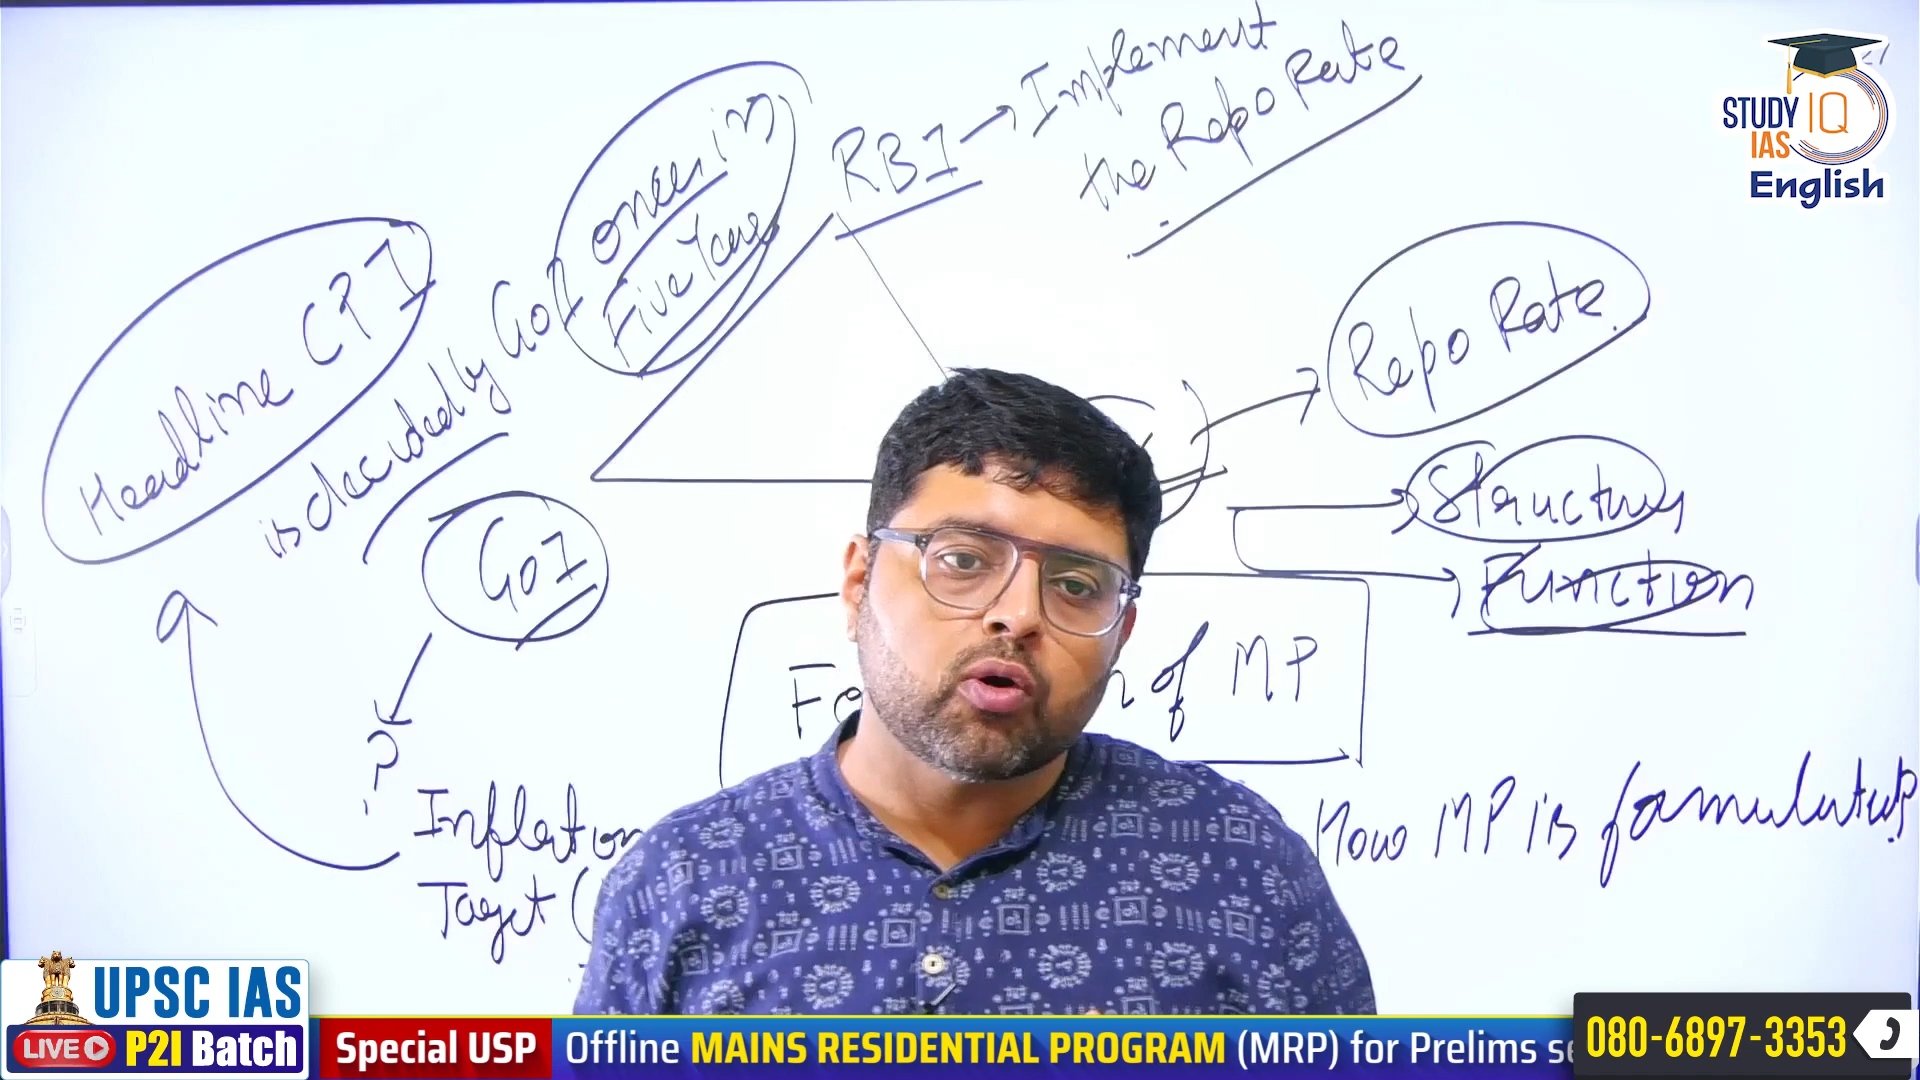 RBI → Implement
the Repo Rate
once in
Five Years
Headline CPI
is decided by GoI
Repo Rate
Structure
Function
GoI
?
of MP
Inflation
Target (
How MP is formulated?
STUDY IQ
IAS
English
UPSC IAS
LIVE P2I Batch
Special USP
Offline MAINS RESIDENTIAL PROGRAM (MRP) for Prelims se
080-6897-3353